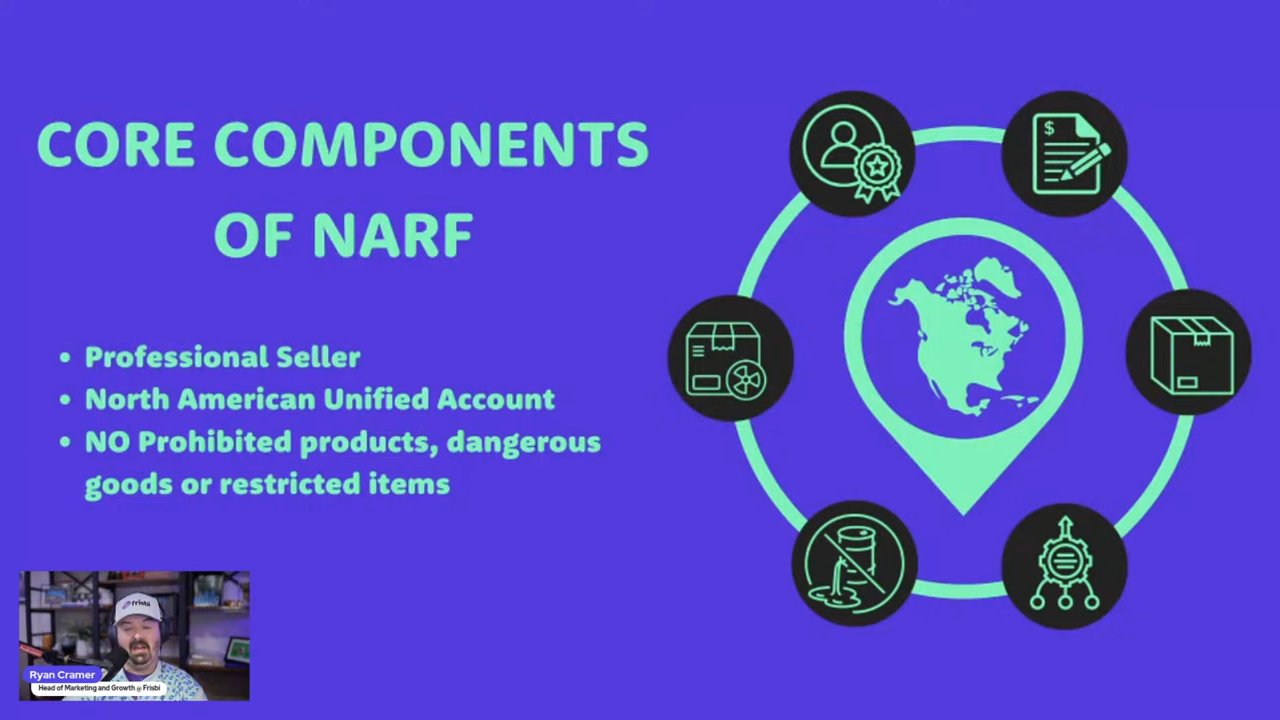 CORE COMPONENTS
OF NARF
• Professional Seller
• North American Unified Account
• NO Prohibited products, dangerous
goods or restricted items
$
frisbi
Ryan Cramer
Head of Marketing and Growth @ Frisbi